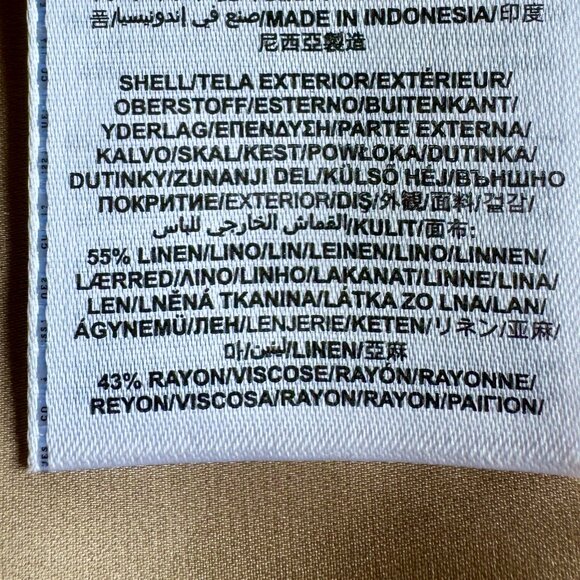 품/صنع في إندونيسيا/MADE IN INDONESIA/印度
尼西亞製造
SHELL/TELA EXTERIOR/EXTÉRIEUR/
OBERSTOFF/ESTERNO/BUITENKANT/
YDERLAG/ΕΠΕΝΔΥΣΗ/PARTE EXTERNA/
KALVO/SKAL/KEST/POWŁOKA/DUTINKA/
DUTINKY/ZUNANJI DEL/KÜLSŐ HEJ/ВЪНШНО
ПОКРИТИЕ/EXTERIOR/DIŞ/外観/面料/겉감/
القماش الخارجي للباس/KULIT/面布:
55% LINEN/LINO/LIN/LEINEN/LINO/LINNEN/
LÆRRED/ΛΙΝΟ/LINHO/LAKANAT/LINNE/LINA/
LEN/LNĚNÁ TKANINA/LÁTKA ZO LNA/LAN/
ÁGYNEMŰ/ЛЕН/LENJERIE/KETEN/リネン/亚麻/
마/لينين/LINEN/亞麻
43% RAYON/VISCOSE/RAYÓN/RAYONNE/
REYON/VISCOSA/RAYON/RAYON/ΡΑΙΓΙΟΝ/